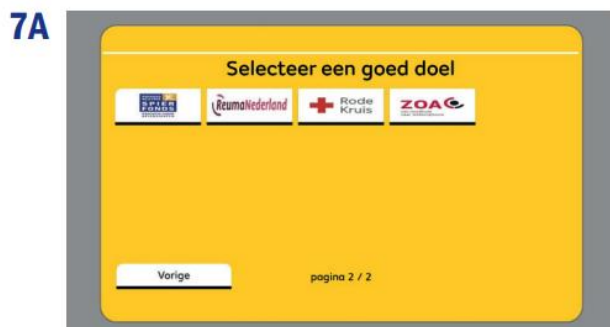 7A
Selecteer een goed doel
SPIER
FONDS
ReumaNederland
Rode
Kruis
ZOA
Vorige
pagina 2 / 2